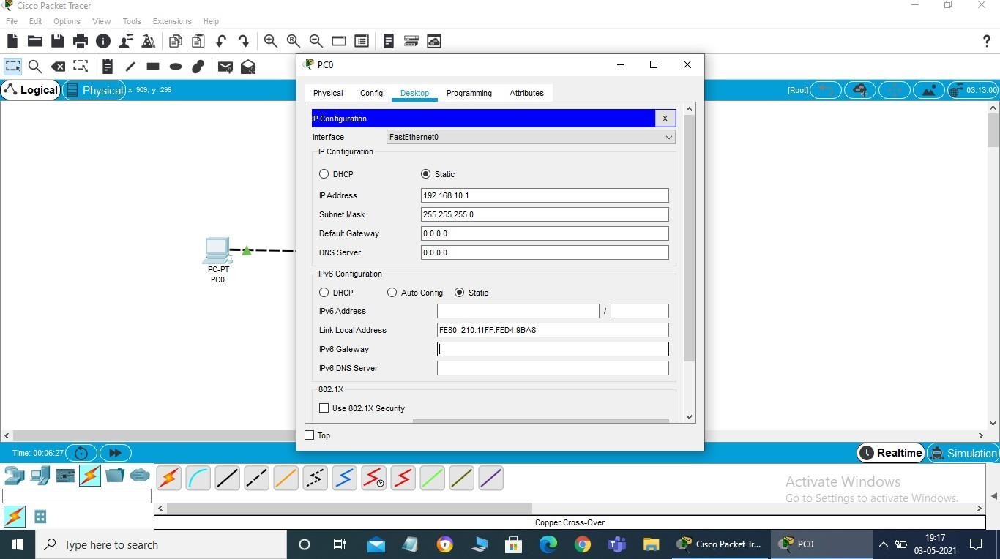 Cisco Packet Tracer
File Edit Options View Tools Extensions Help
?
PC0
Logical Physical x: 969, y: 299
[Root] 03:13:00
Physical Config Desktop Programming Attributes
IP Configuration X
Interface FastEthernet0
IP Configuration
DHCP Static
IP Address 192.168.10.1
Subnet Mask 255.255.255.0
Default Gateway 0.0.0.0
DNS Server 0.0.0.0
PC-PT
PC0
IPv6 Configuration
DHCP Auto Config Static
IPv6 Address /
Link Local Address FE80::210:11FF:FED4:9BA8
IPv6 Gateway
IPv6 DNS Server
802.1X
Use 802.1X Security
Top
Time: 00:06:27 Realtime Simulation
Activate Windows
Go to Settings to activate Windows.
Copper Cross-Over
Type here to search Cisco Packet Tr... PC0 19:17
03-05-2021